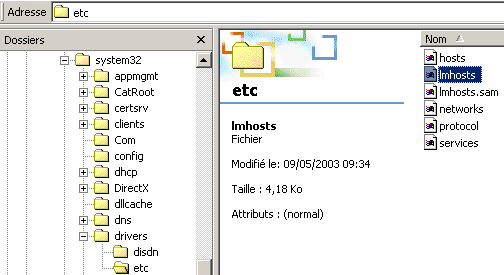 Adresse etc
Dossiers
system32
appmgmt
CatRoot
certsrv
clients
Com
config
dhcp
DirectX
dllcache
dns
drivers
disdn
etc
etc
lmhosts
Fichier
Modifié le: 09/05/2003 09:34
Taille : 4,18 Ko
Attributs : (normal)
Nom
hosts
lmhosts
lmhosts.sam
networks
protocol
services